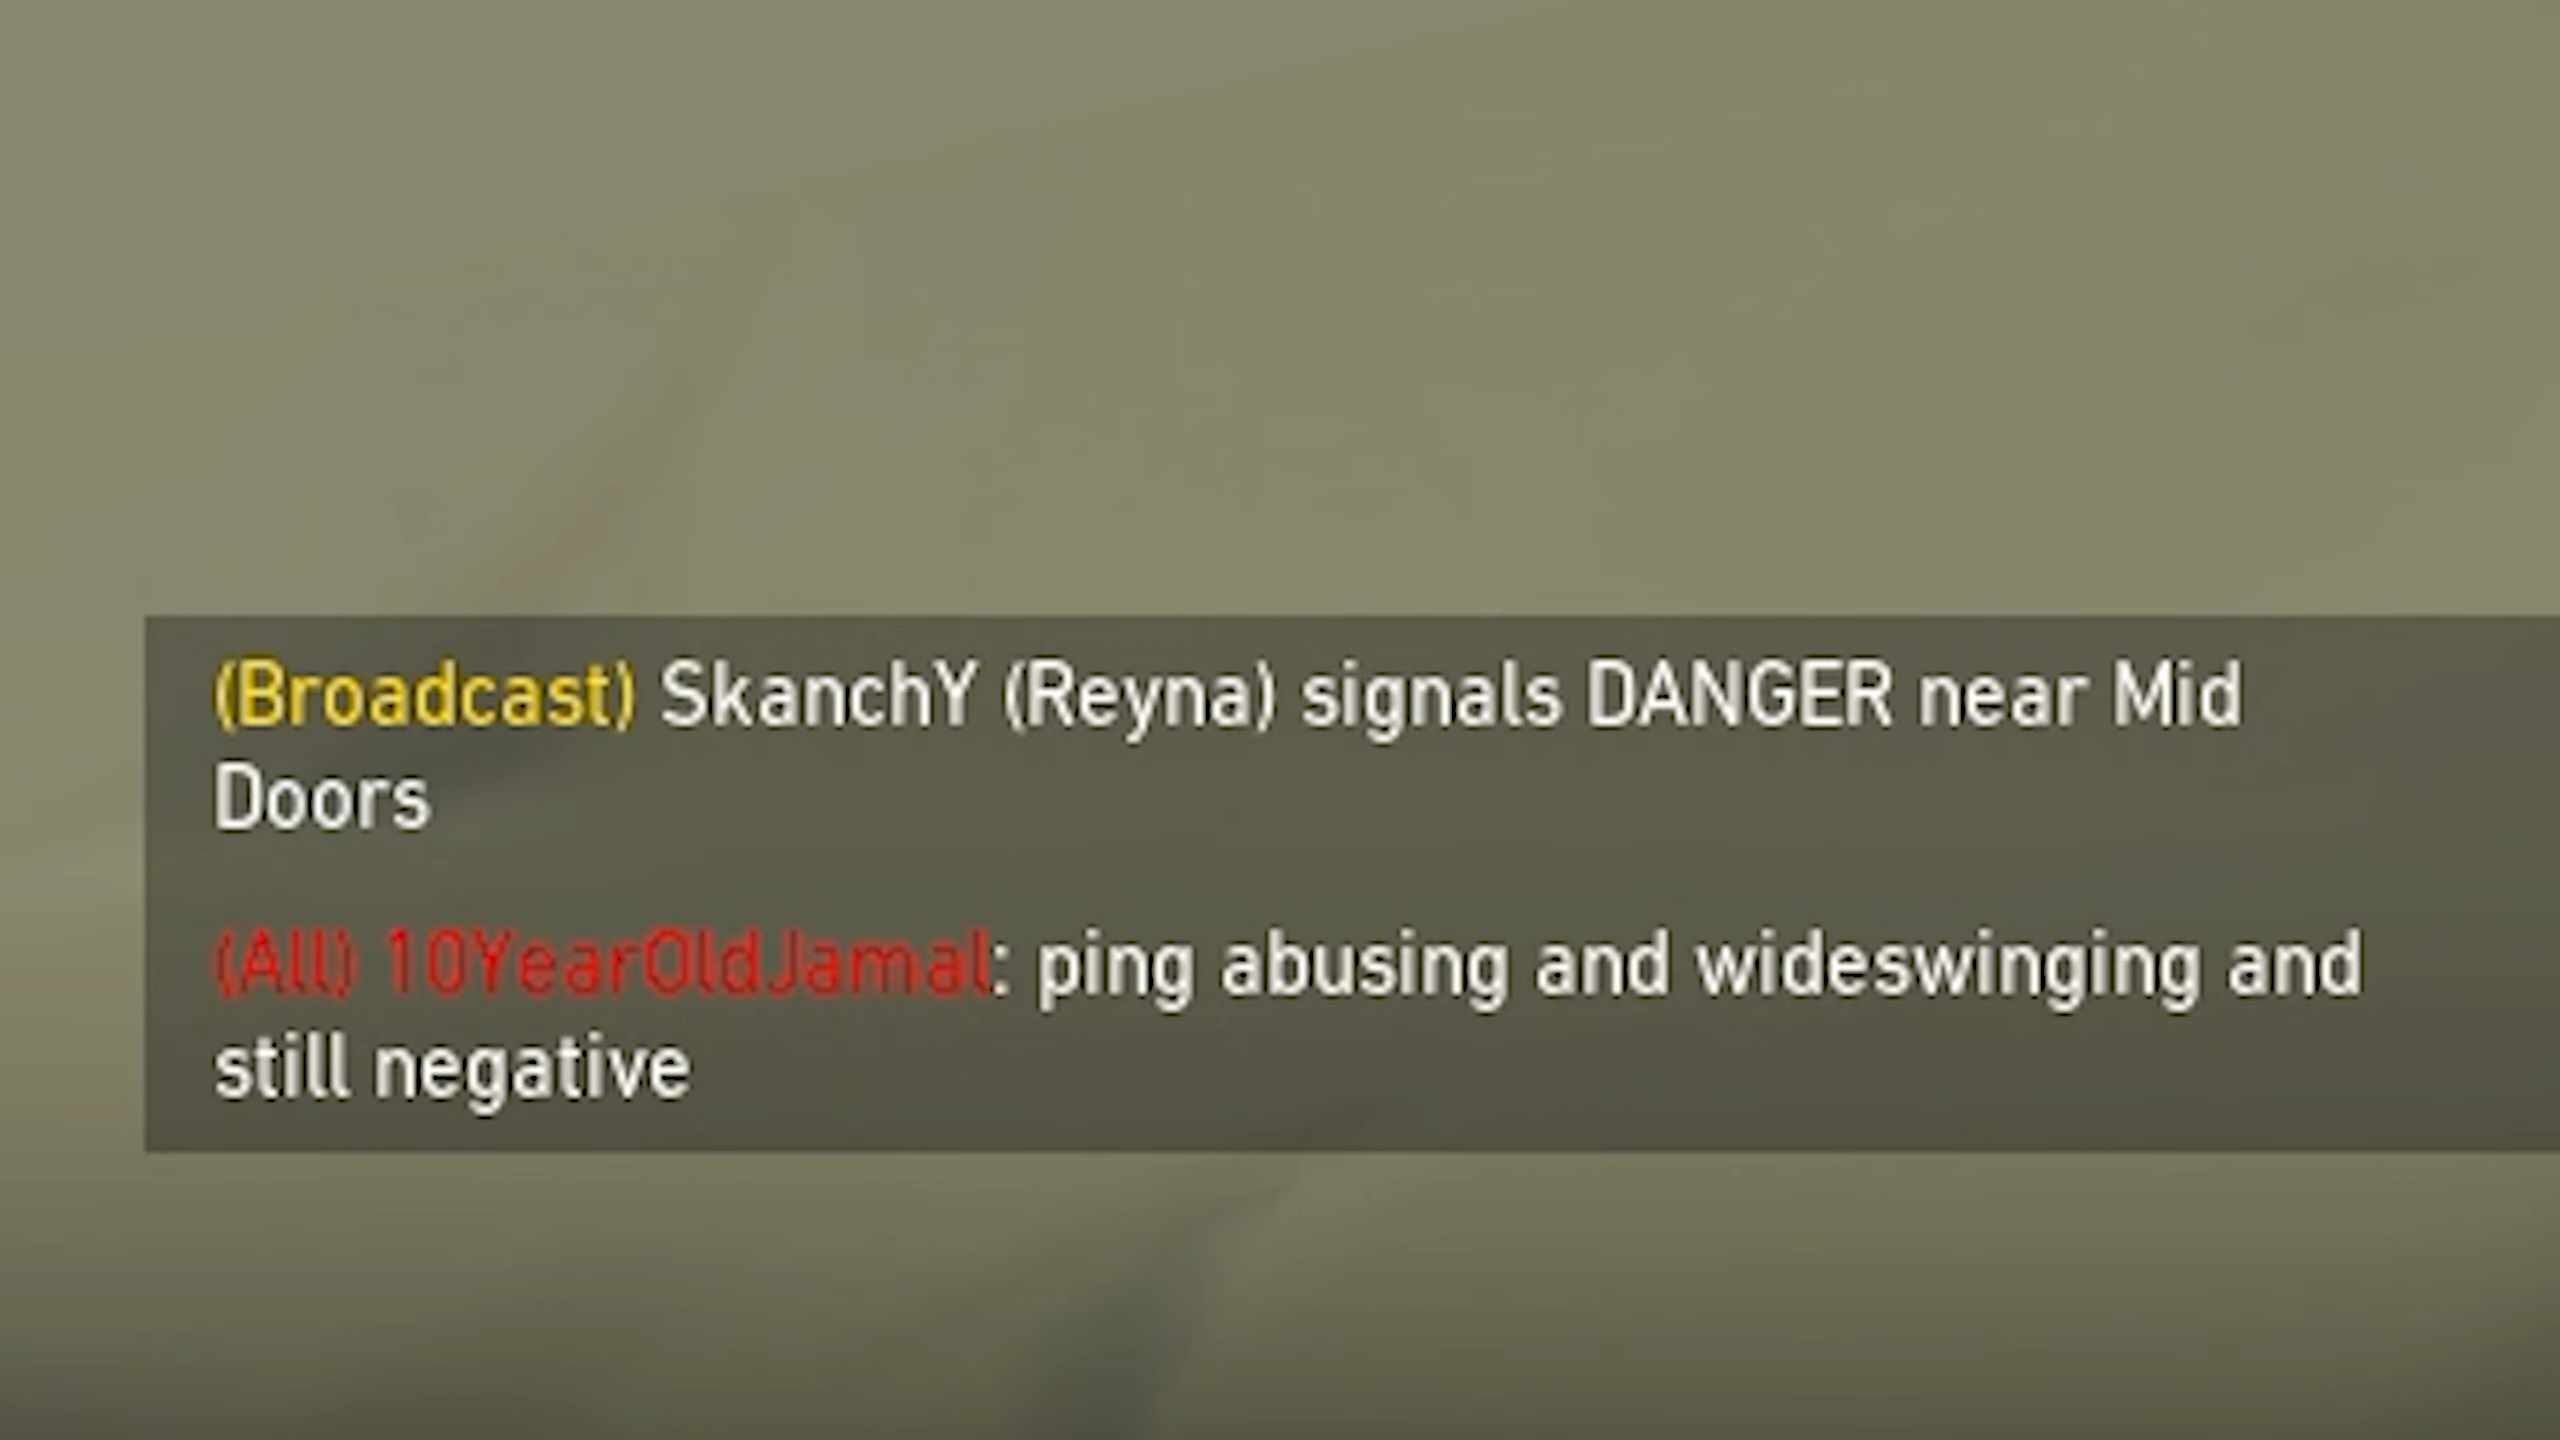 (Broadcast) SkanchY (Reyna) signals DANGER near Mid
Doors
(All) 10YearOldJamal: ping abusing and wideswinging and
still negative